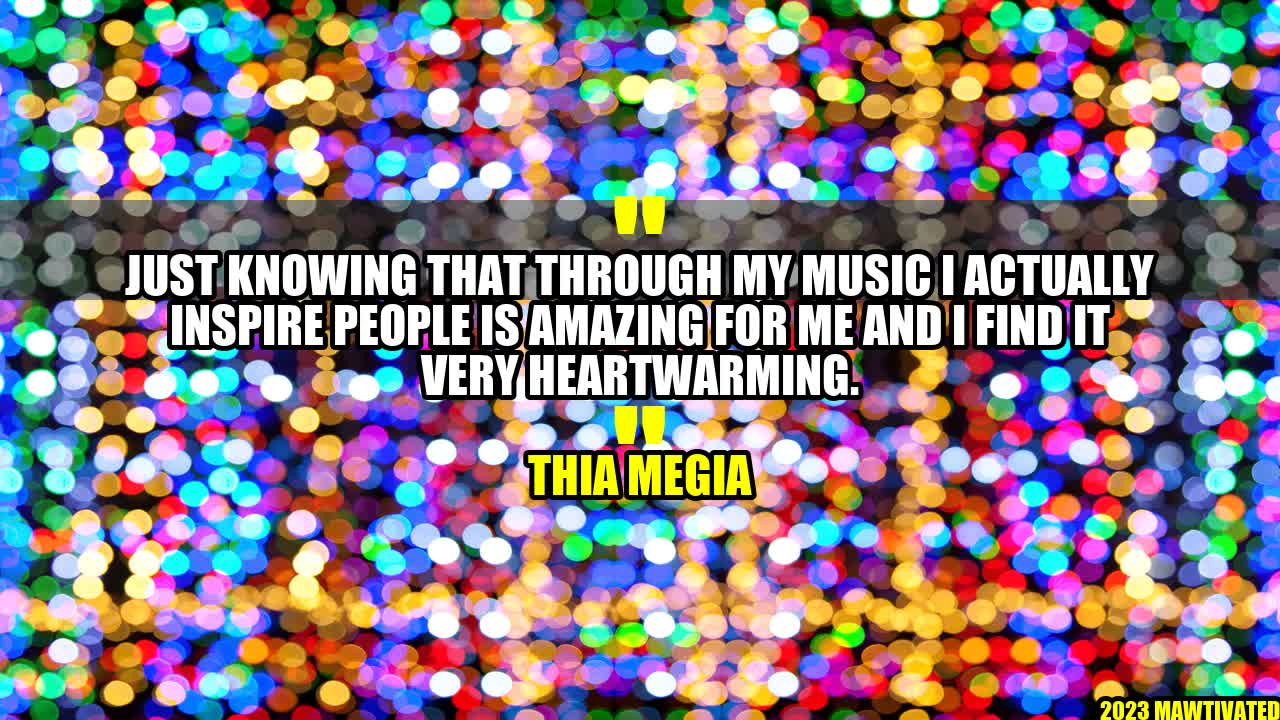 "
JUST KNOWING THAT THROUGH MY MUSIC I ACTUALLY
INSPIRE PEOPLE IS AMAZING FOR ME AND I FIND IT
VERY HEARTWARMING.
"
THIA MEGIA
2023 MAWTIVATED